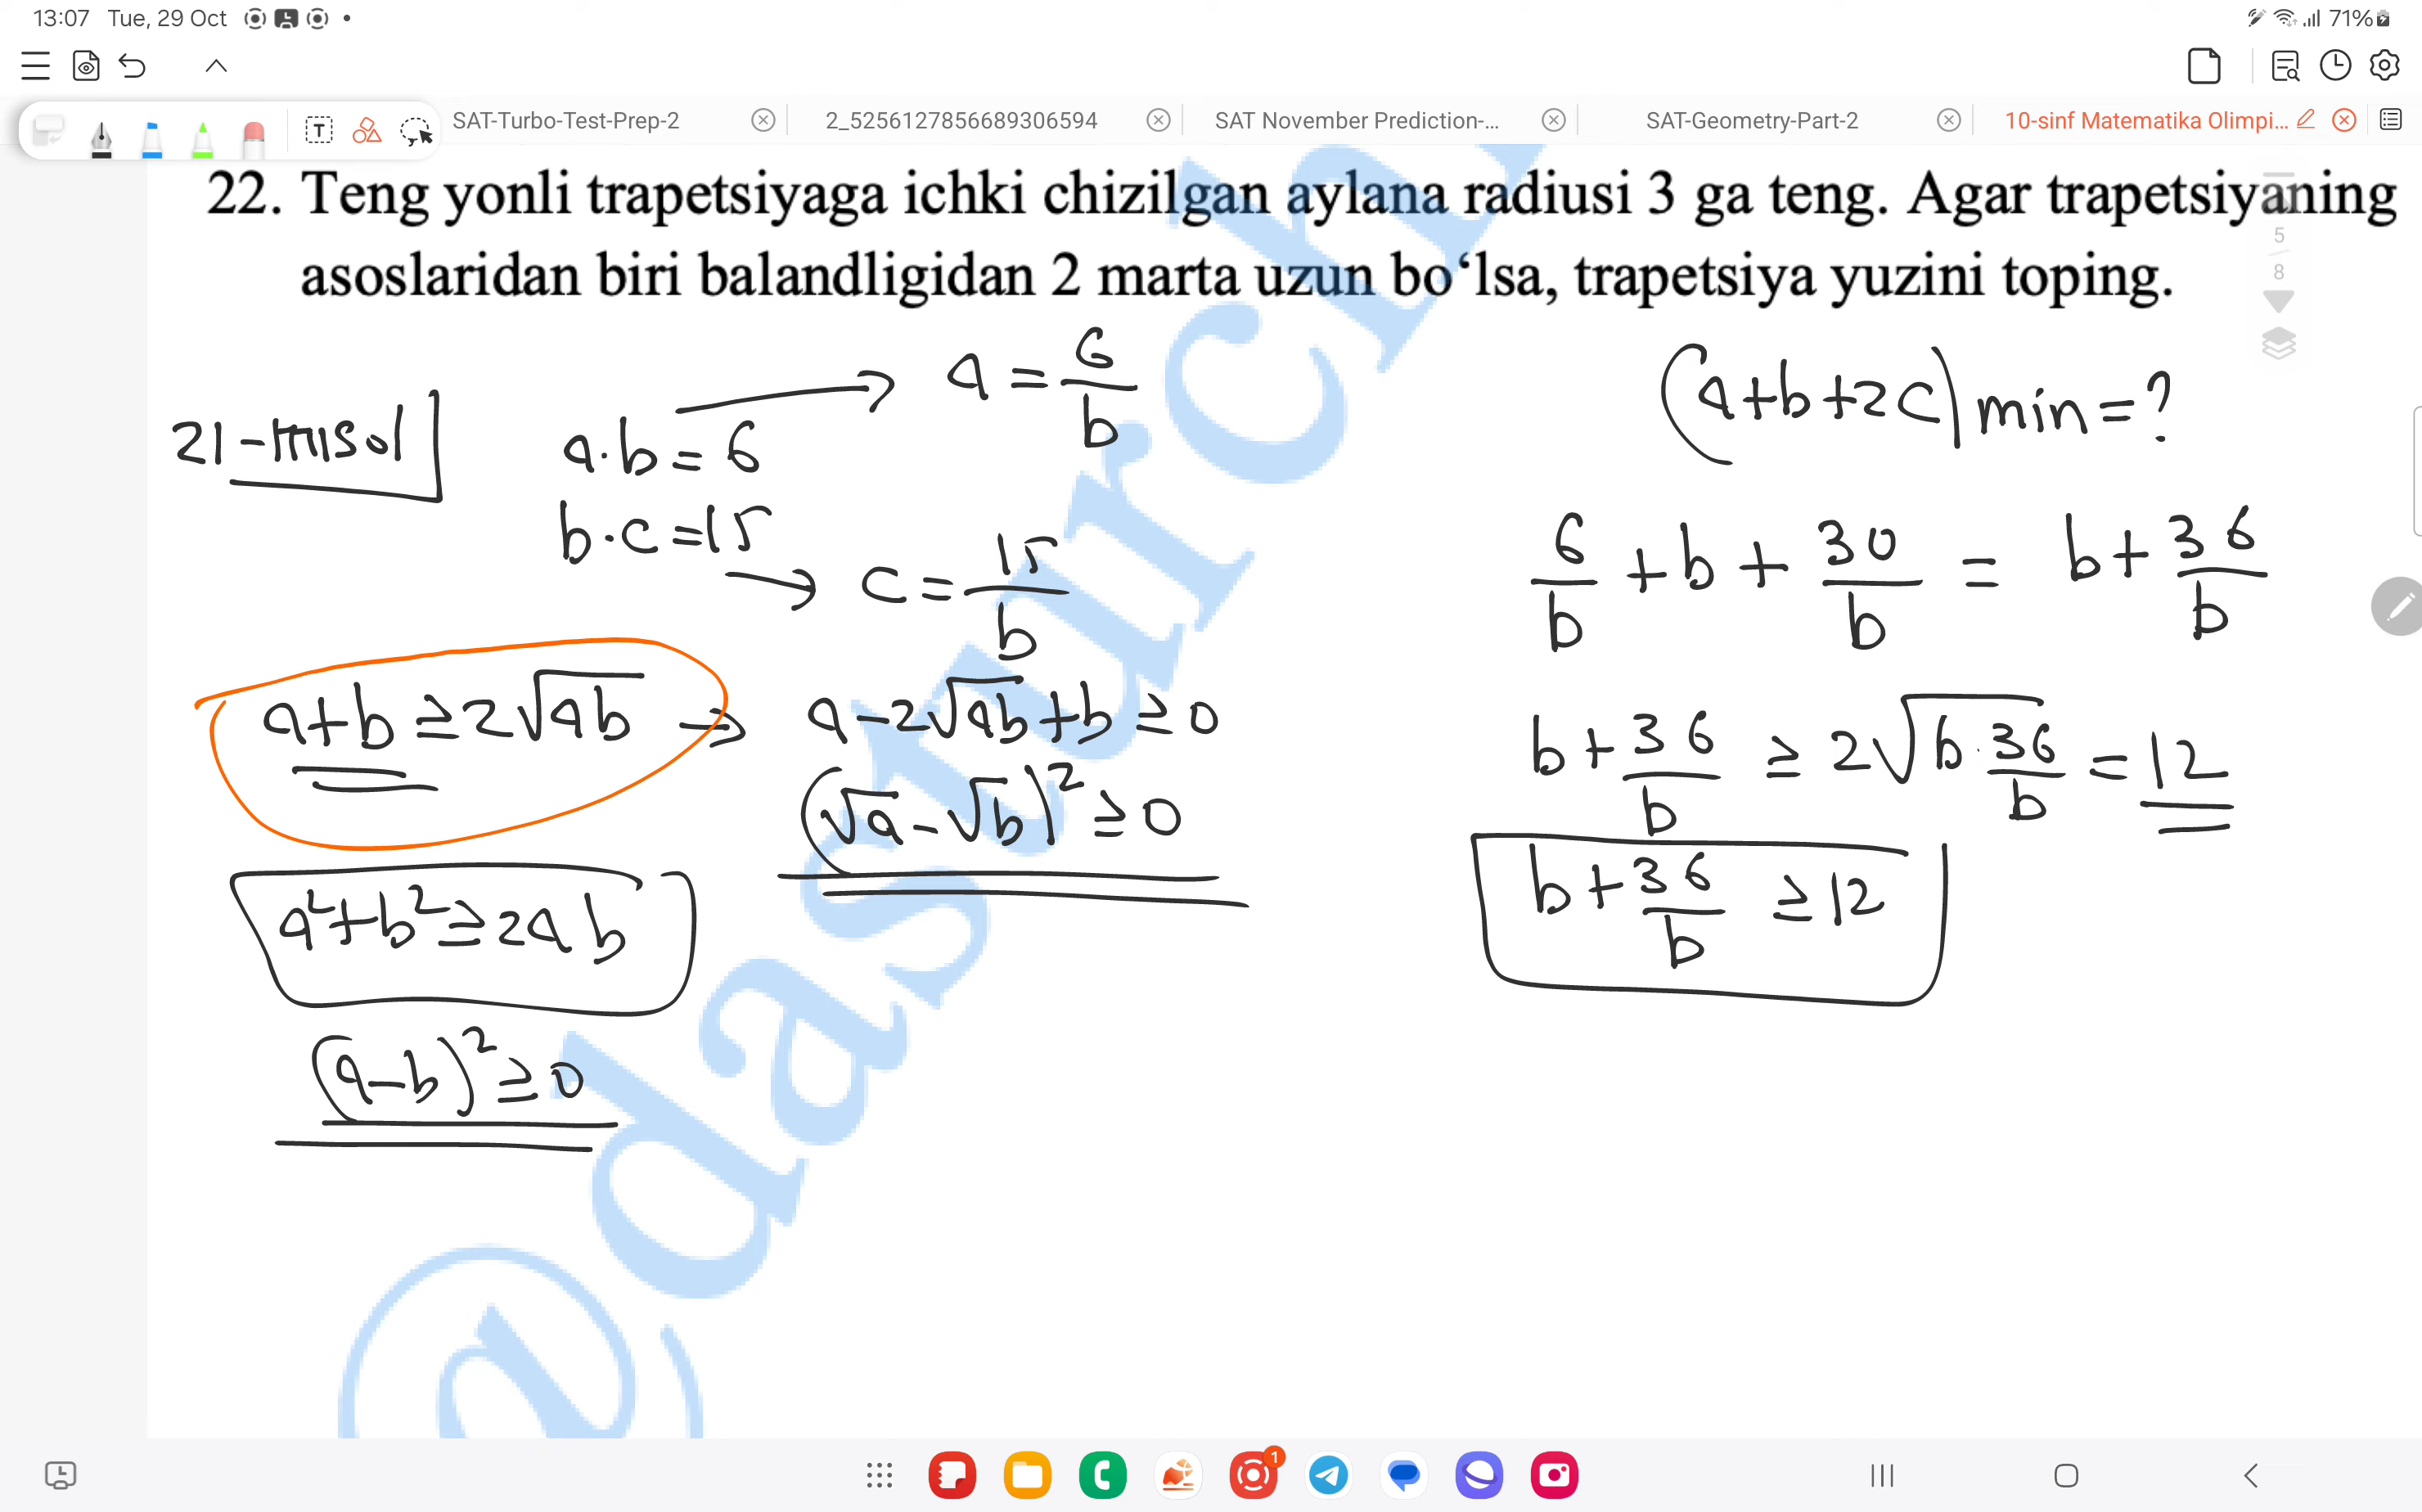 13:07 Tue, 29 Oct
71%
SAT-Turbo-Test-Prep-2
2_5256127856689306594
SAT November Prediction-...
SAT-Geometry-Part-2
10-sinf Matematika Olimpi...
22. Teng yonli trapetsiyaga ichki chizilgan aylana radiusi 3 ga teng. Agar trapetsiyaning
asoslaridan biri balandligidan 2 marta uzun bo‘lsa, trapetsiya yuzini toping.
5
8
21-misol
a·b=6
a=6/b
b·c=15
c=15/b
(a+b+2c)min=?
6/b+b+30/b = b+36/b
a+b≥2√ab → a-2√ab+b≥0
(√a-√b)²≥0
b+36/b ≥ 2√b·36/b =12
a²+b²≥2ab
b+36/b ≥12
(a-b)²≥0
@dasturch
1